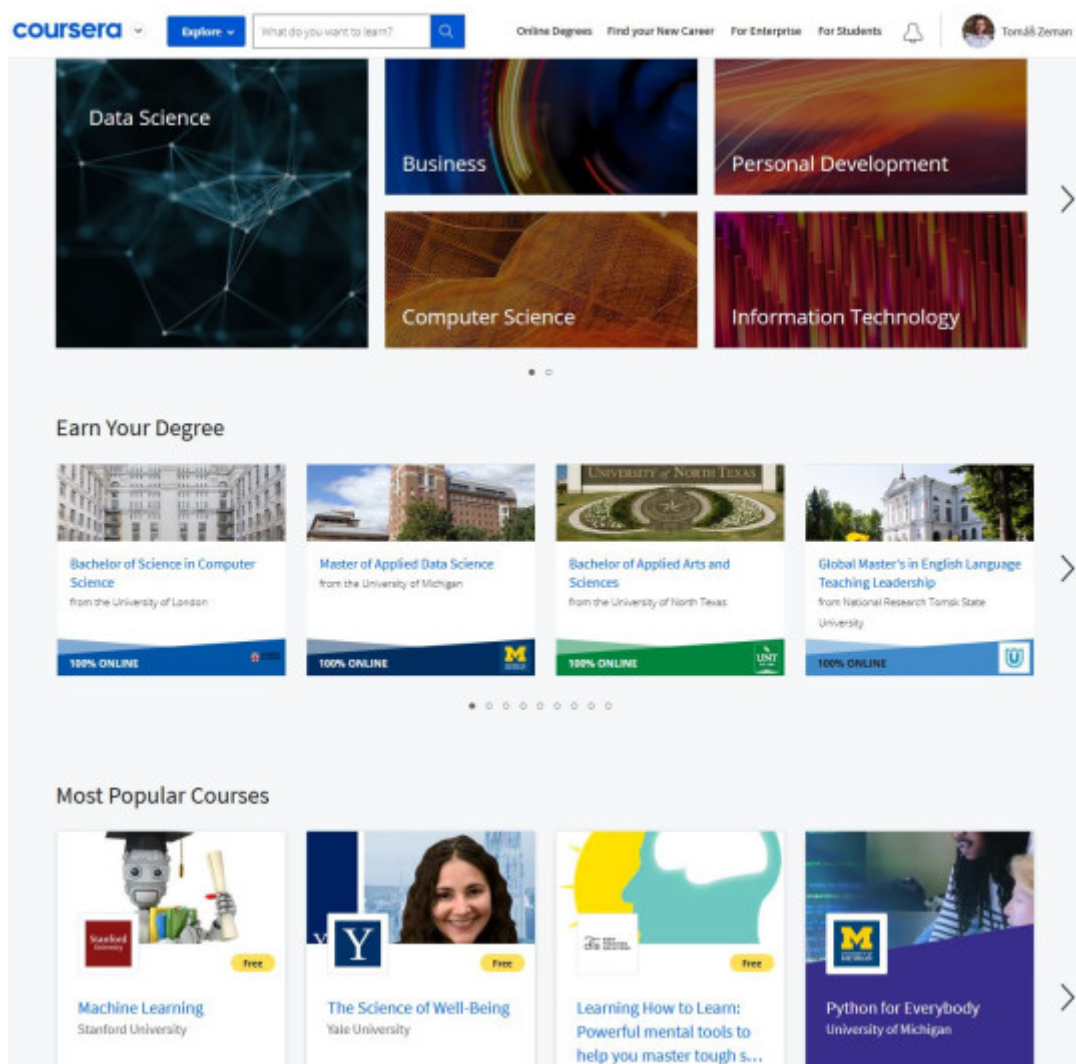 coursera
Explore
What do you want to learn?
Online Degrees
Find your New Career
For Enterprise
For Students
Tomáš Zeman
Data Science
Business
Personal Development
Computer Science
Information Technology
Earn Your Degree
UNIVERSITY of NORTH TEXAS
Bachelor of Science in Computer
Science
from the University of London
100% ONLINE
Master of Applied Data Science
from the University of Michigan
100% ONLINE
M
Bachelor of Applied Arts and
Sciences
from the University of North Texas
100% ONLINE
UNT
Global Master's in English Language
Teaching Leadership
from National Research Tomsk State
University
100% ONLINE
Most Popular Courses
Stanford
University
Free
Machine Learning
Stanford University
Y
Y
Free
The Science of Well-Being
Yale University
Free
Learning How to Learn:
Powerful mental tools to
help you master tough s...
M
MICHIGAN
Python for Everybody
University of Michigan